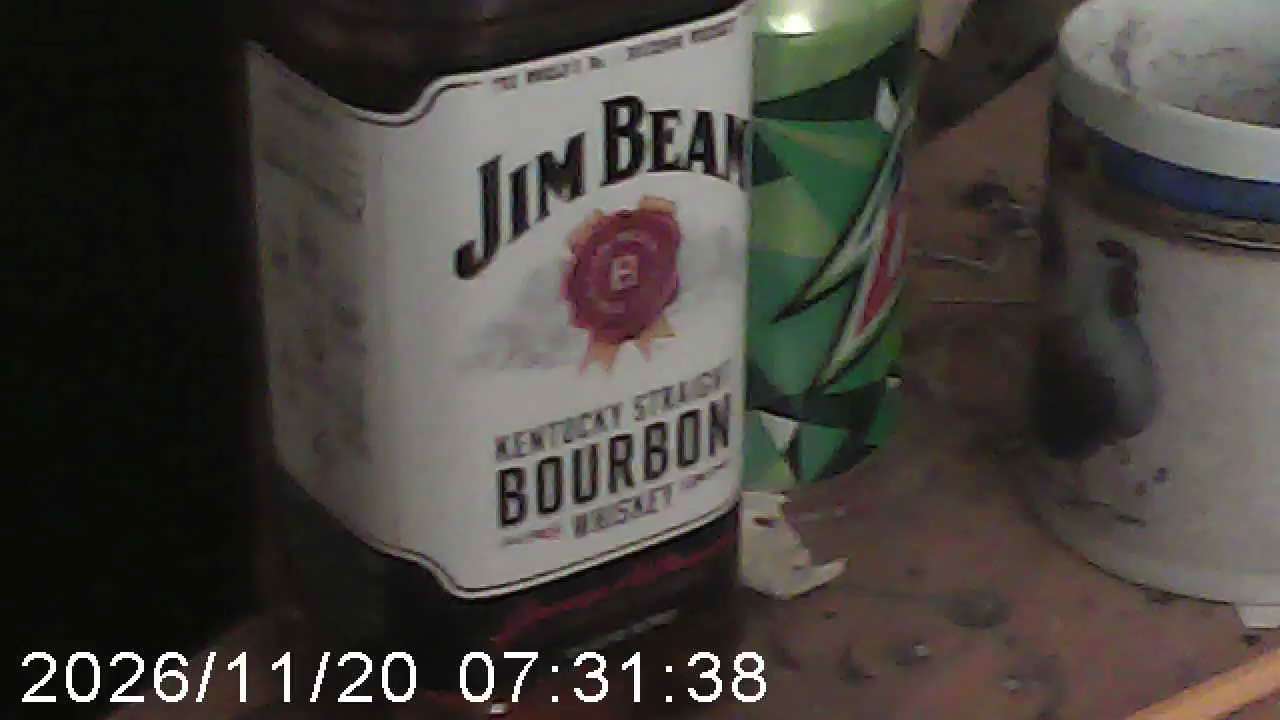 JIM BEAM
B
KENTUCKY STRAIGHT
BOURBON
WHISKEY
2026/11/20 07:31:38